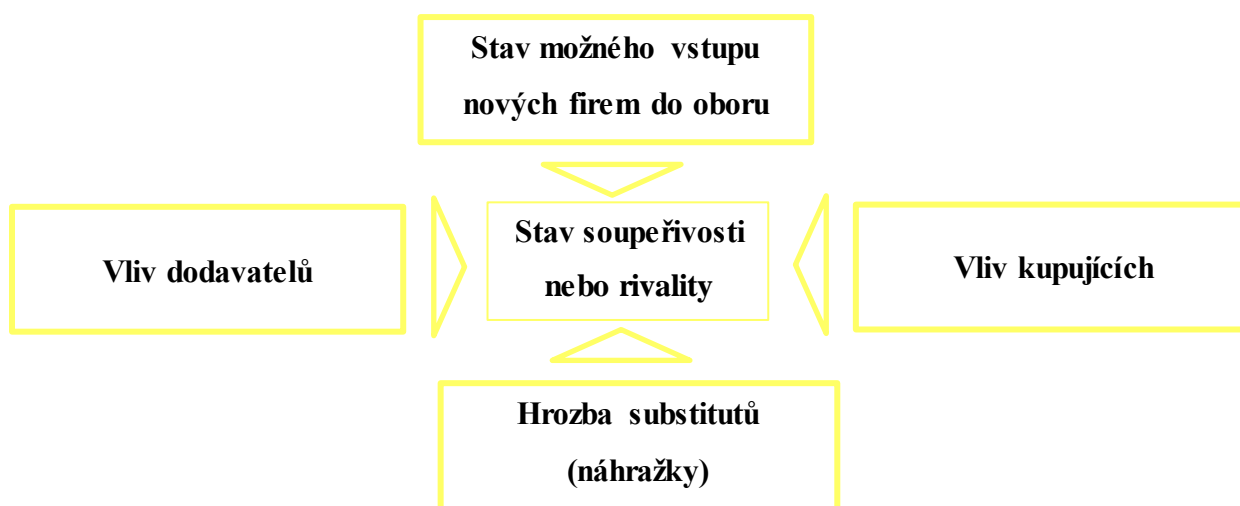 Stav možného vstupu
nových firem do oboru
Vliv dodavatelů
Stav soupeřivosti
nebo rivality
Vliv kupujících
Hrozba substitutů
(náhražky)